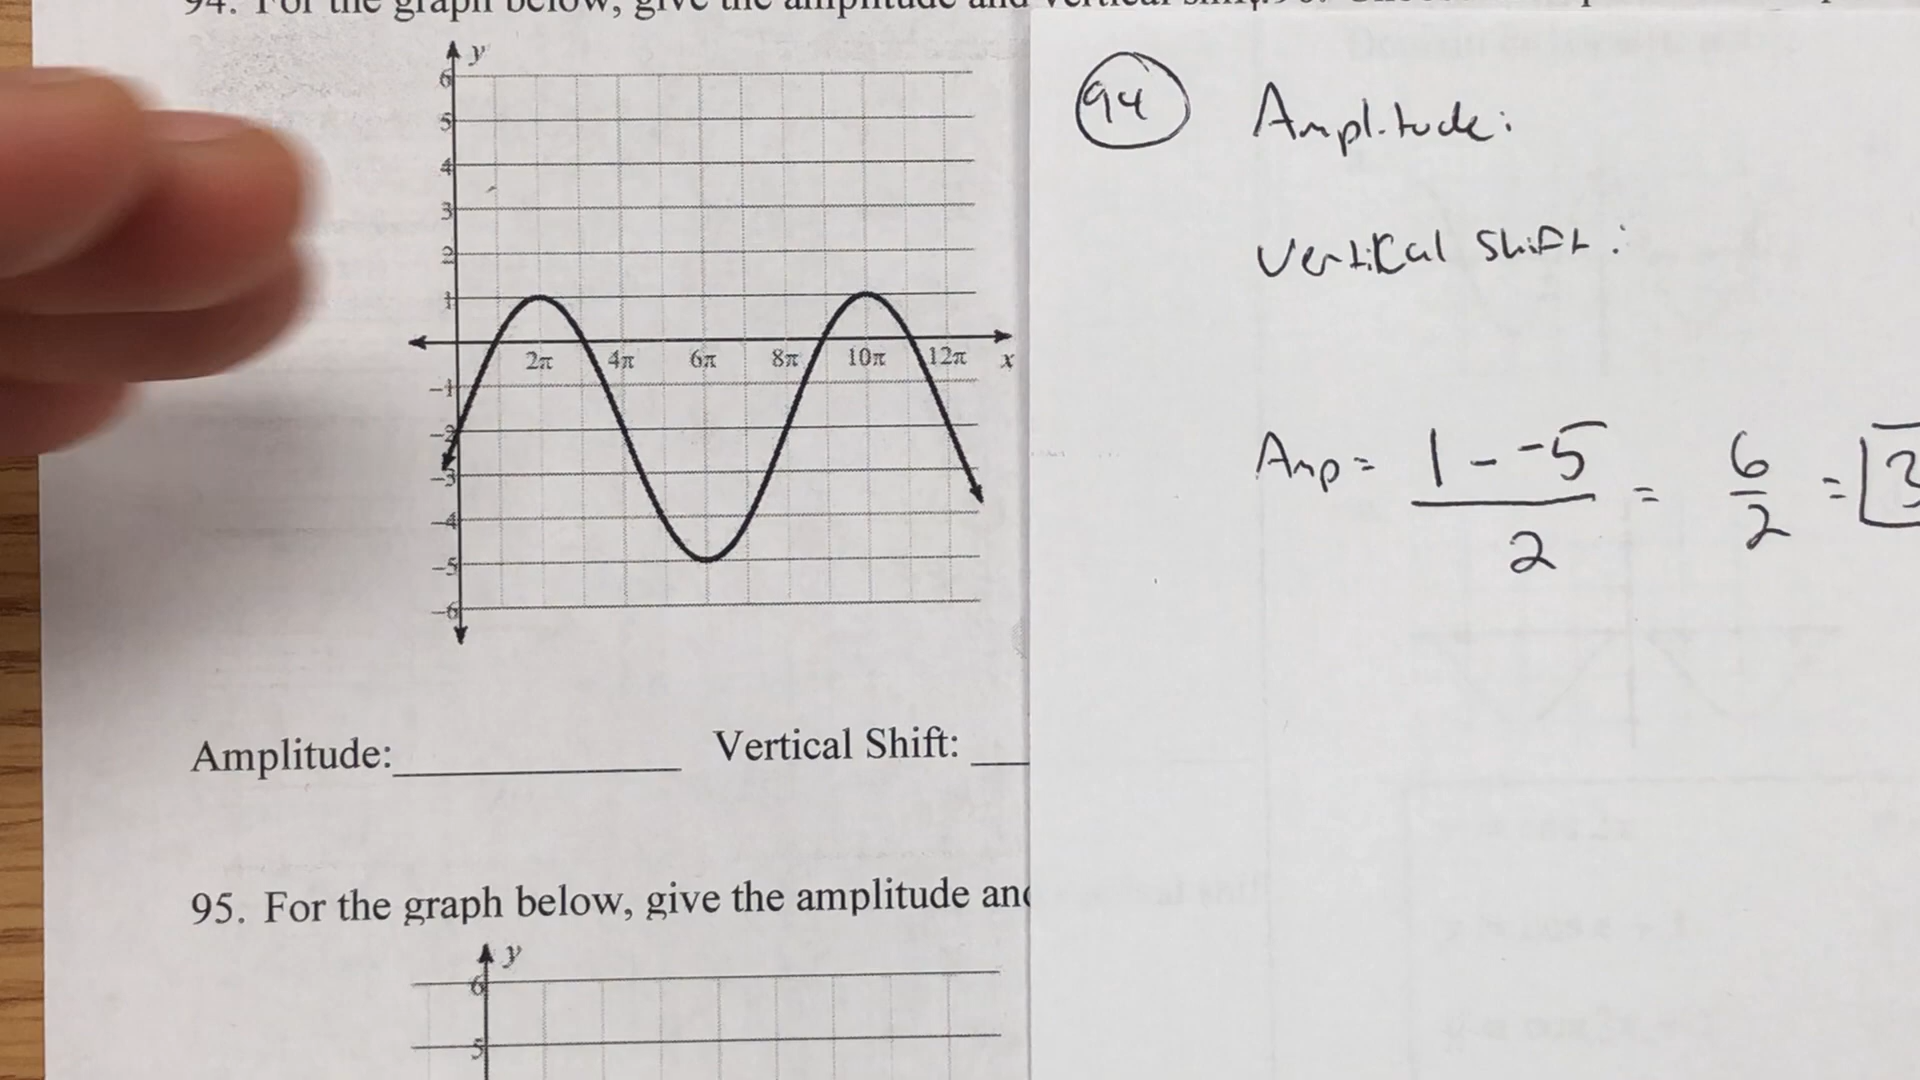 94. For the graph below, give the amplitude and vertical shift.
y
6
5
4
3
2
1
2π 4π 6π 8π 10π 12π x
-1
-2
-3
-4
-5
-6
Amplitude: Vertical Shift:
95. For the graph below, give the amplitude and
y
6
5
94 Amplitude:
Vertical Shift:
Amp = 1 - -5 / 2 = 6 / 2 = 3